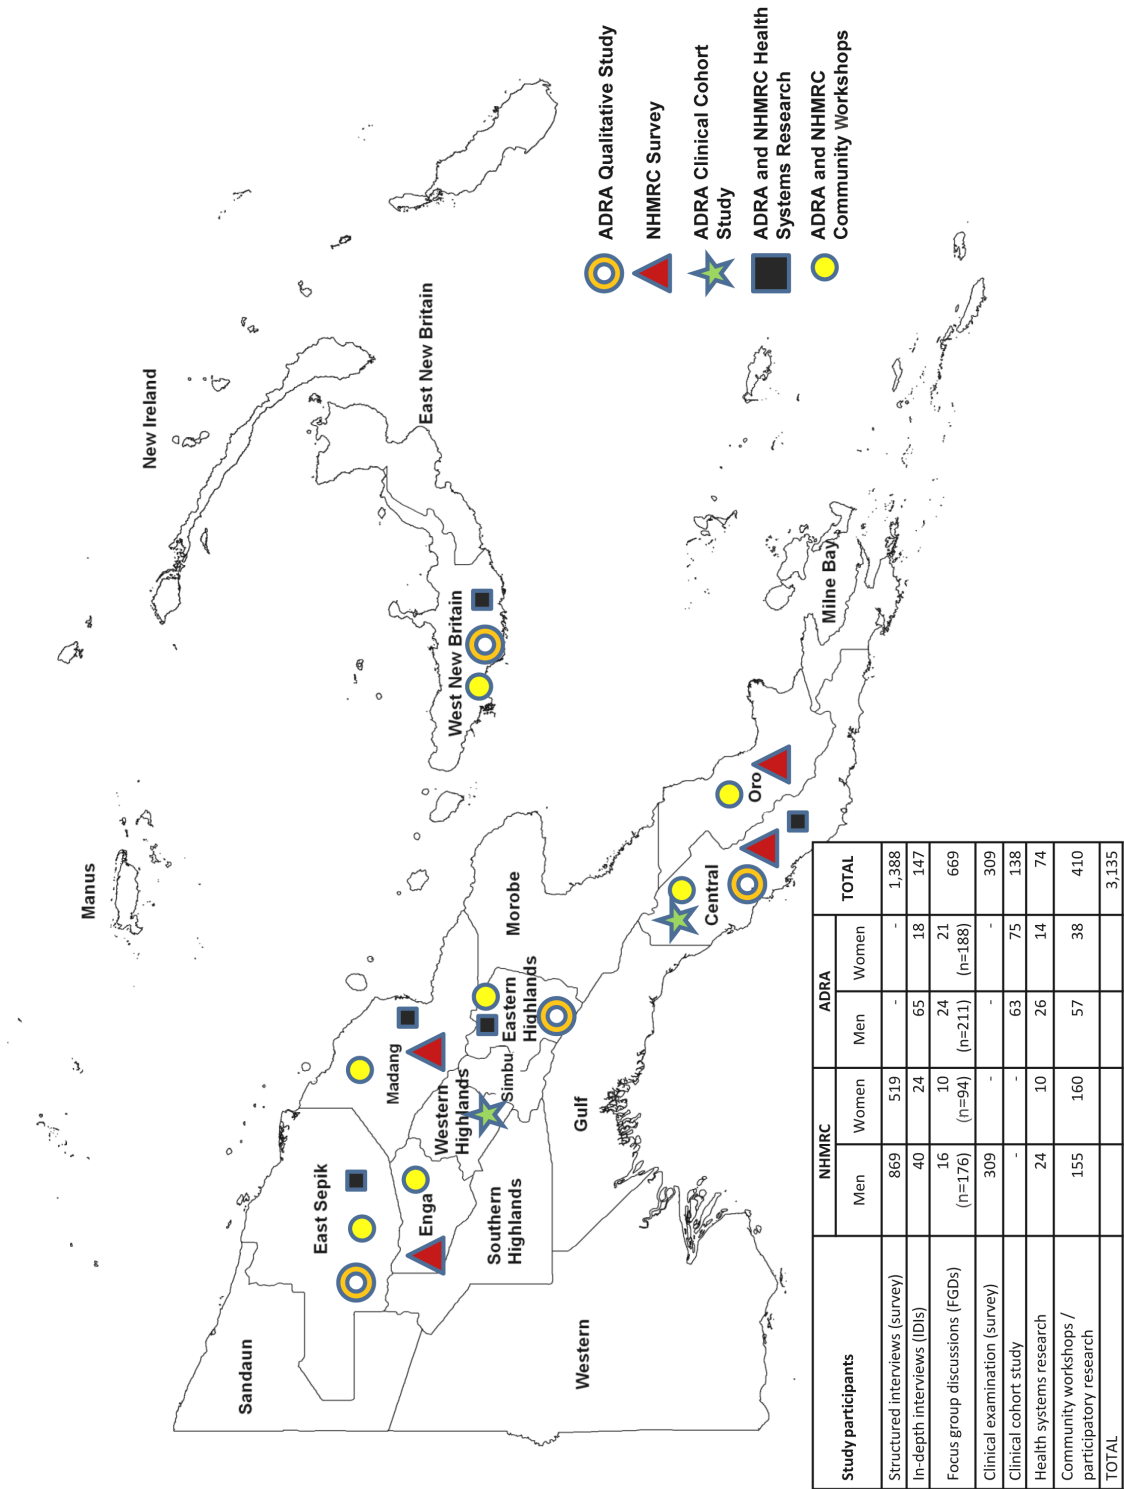 Manus
New Ireland
East New Britain
West New Britain
Sandaun
East Sepik
Madang
Enga
Western
Highlands
Simbu
Eastern
Highlands
Morobe
Southern
Highlands
Western
Gulf
Central
Oro
Milne Bay
ADRA Qualitative Study
NHMRC Survey
ADRA Clinical Cohort
Study
ADRA and NHMRC Health
Systems Research
ADRA and NHMRC
Community Workshops
Study participants NHMRC ADRA TOTAL
Men Women Men Women
Structured interviews (survey) 869 519 - - 1,388
In-depth interviews (IDIs) 40 24 65 18 147
Focus group discussions (FGDs) 16 10 24 21 669
(n=176) (n=94) (n=211) (n=188)
Clinical examination (survey) 309 - - - 309
Clinical cohort study - - 63 75 138
Health systems research 24 10 26 14 74
Community workshops /
participatory research 155 160 57 38 410
TOTAL 3,135